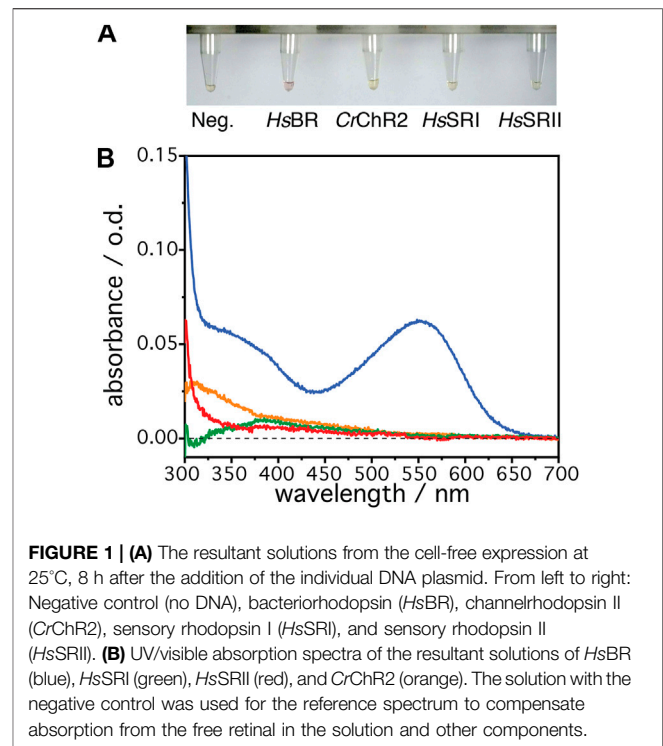 A
Neg. HsBR CrChR2 HsSRI HsSRII
B
0.15
0.10
0.05
0.00
absorbance / o.d.
300 350 400 450 500 550 600 650 700
wavelength / nm
FIGURE 1 | (A) The resultant solutions from the cell-free expression at
25°C, 8 h after the addition of the individual DNA plasmid. From left to right:
Negative control (no DNA), bacteriorhodopsin (HsBR), channelrhodopsin II
(CrChR2), sensory rhodopsin I (HsSRI), and sensory rhodopsin II
(HsSRII). (B) UV/visible absorption spectra of the resultant solutions of HsBR
(blue), HsSRI (green), HsSRII (red), and CrChR2 (orange). The solution with the
negative control was used for the reference spectrum to compensate
absorption from the free retinal in the solution and other components.